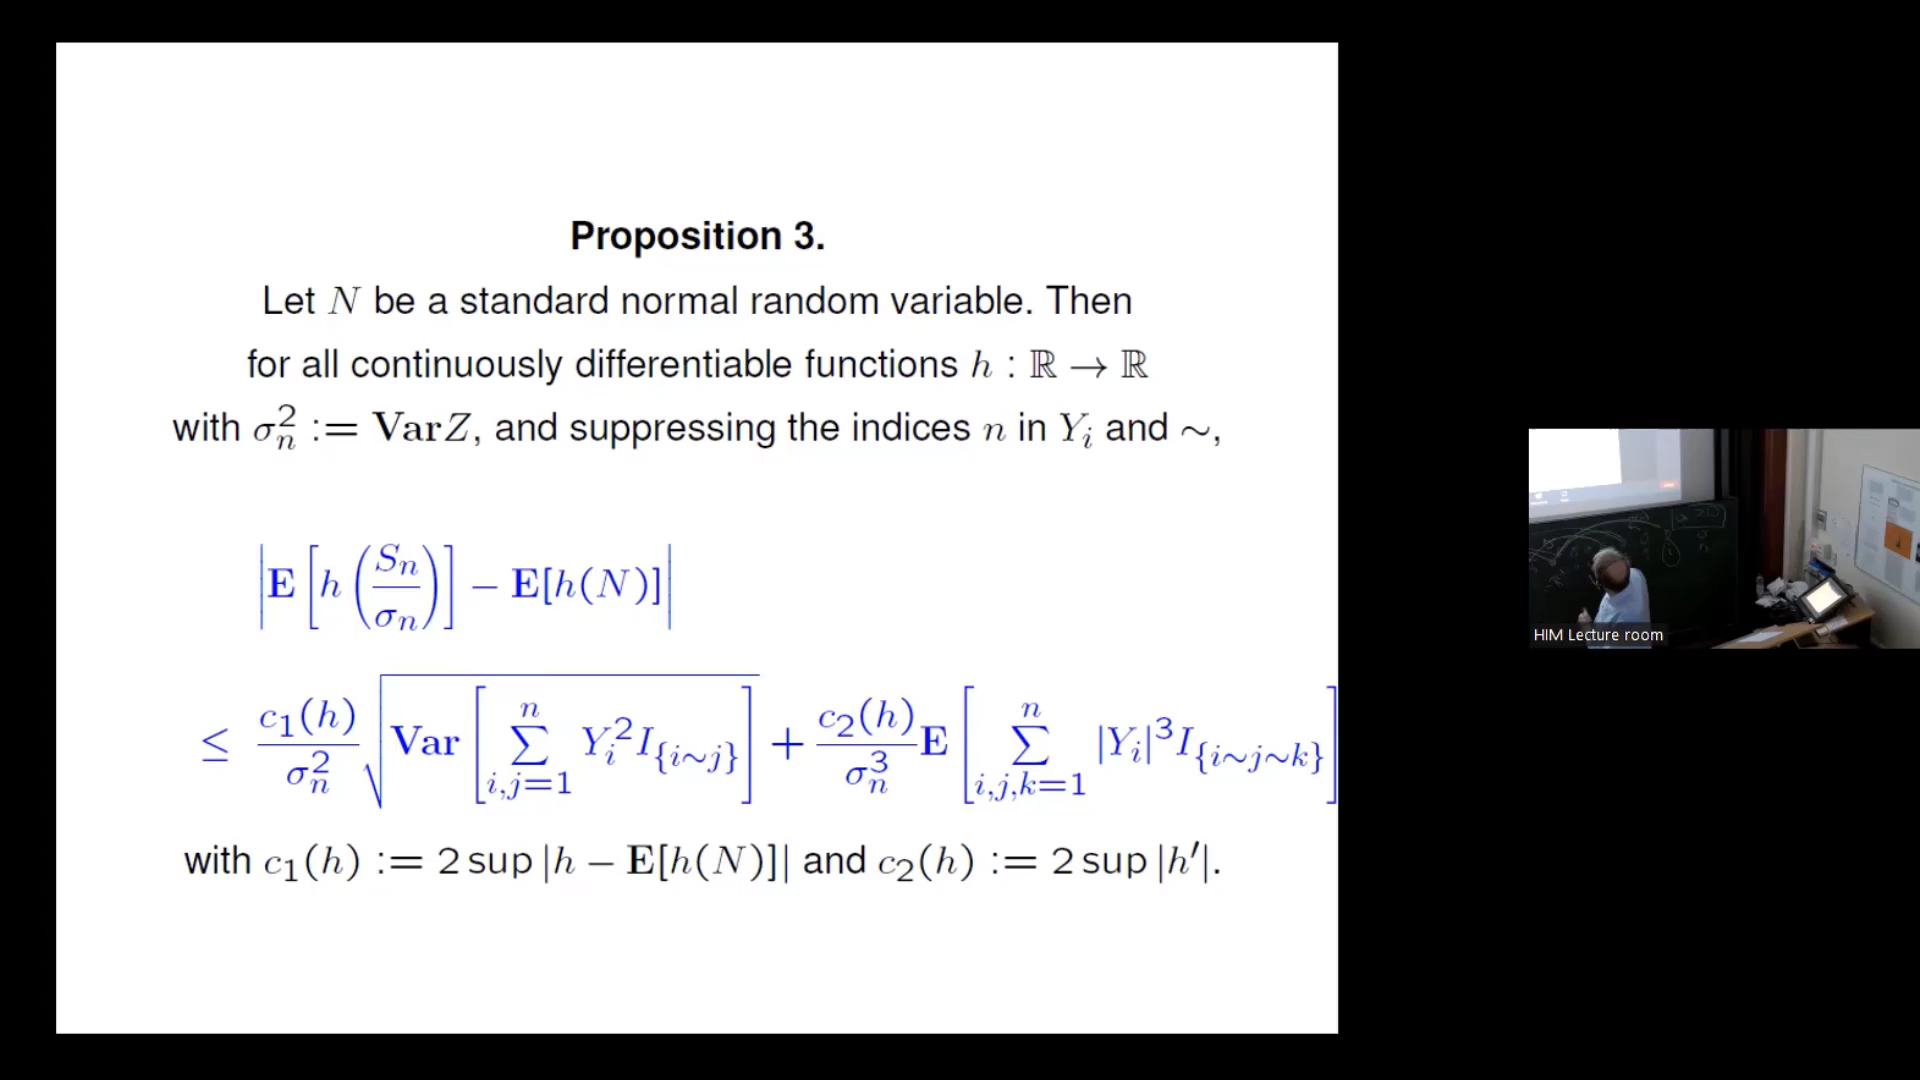 Proposition 3.
Let N be a standard normal random variable. Then
for all continuously differentiable functions h : ℝ → ℝ
with σ_n^2 := VarZ, and suppressing the indices n in Y_i and ∼,
|E[h(S_n/σ_n)] − E[h(N)]|
≤ c_1(h)/σ_n^2 √(Var[∑_{i,j=1}^n Y_i^2 I_{i∼j}]) + c_2(h)/σ_n^3 E[∑_{i,j,k=1}^n |Y_i|^3 I_{i∼j∼k}]
with c_1(h) := 2 sup |h − E[h(N)]| and c_2(h) := 2 sup |h′|.
HIM Lecture room